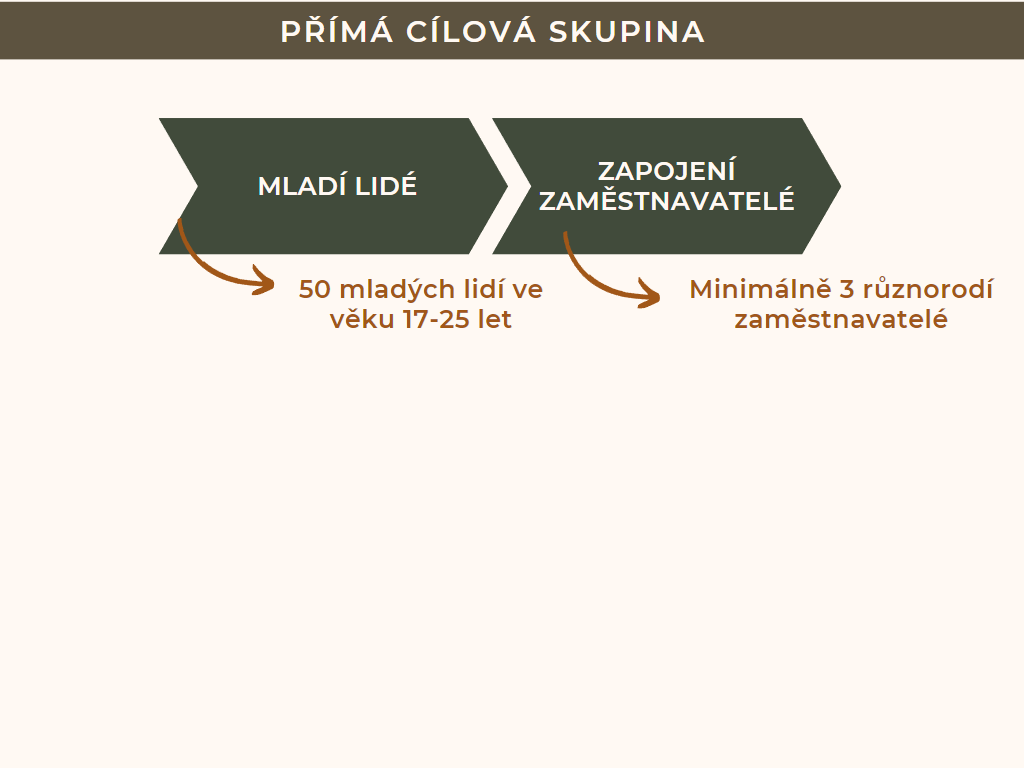 PŘÍMÁ CÍLOVÁ SKUPINA
MLADÍ LIDÉ
ZAPOJENÍ
ZAMĚSTNAVATELÉ
50 mladých lidí ve
věku 17-25 let
Minimálně 3 různorodí
zaměstnavatelé